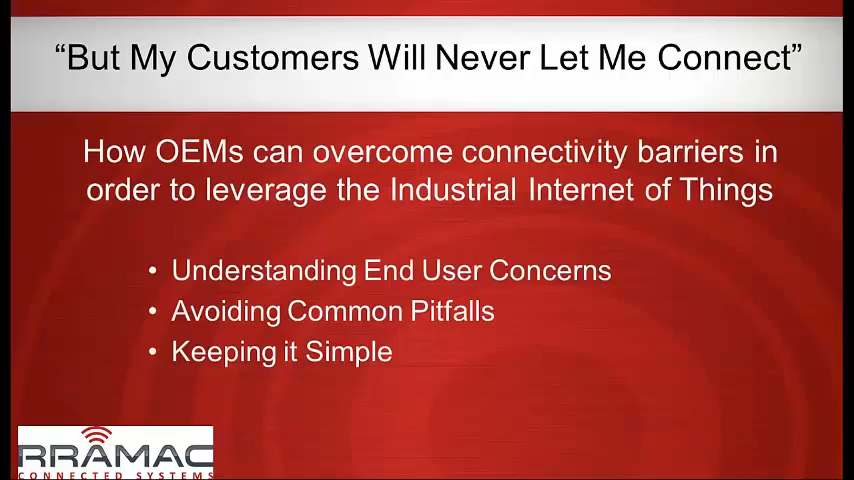 “But My Customers Will Never Let Me Connect”
How OEMs can overcome connectivity barriers in
order to leverage the Industrial Internet of Things
• Understanding End User Concerns
• Avoiding Common Pitfalls
• Keeping it Simple
RRAMAC
CONNECTED SYSTEMS